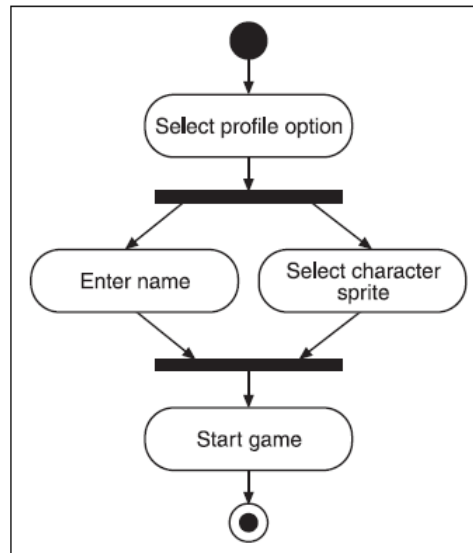 Select profile option
Enter name
Select character
sprite
Start game